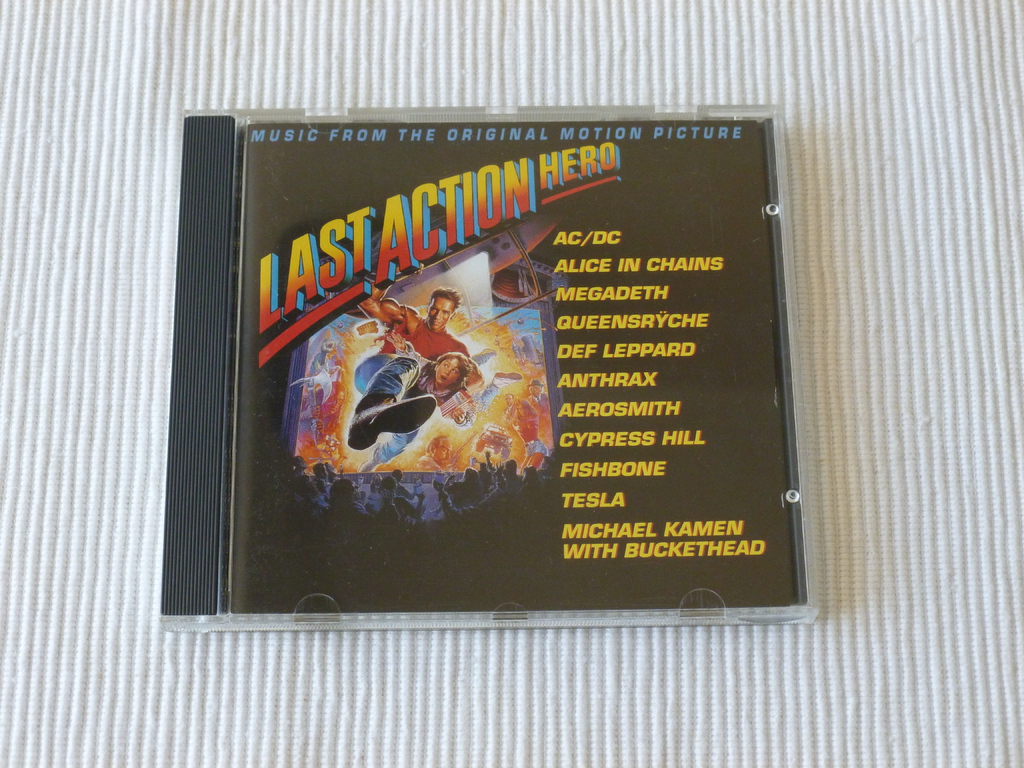 MUSIC FROM THE ORIGINAL MOTION PICTURE
LAST ACTION HERO
AC/DC
ALICE IN CHAINS
MEGADETH
QUEENSRŸCHE
DEF LEPPARD
ANTHRAX
AEROSMITH
CYPRESS HILL
FISHBONE
TESLA
MICHAEL KAMEN
WITH BUCKETHEAD